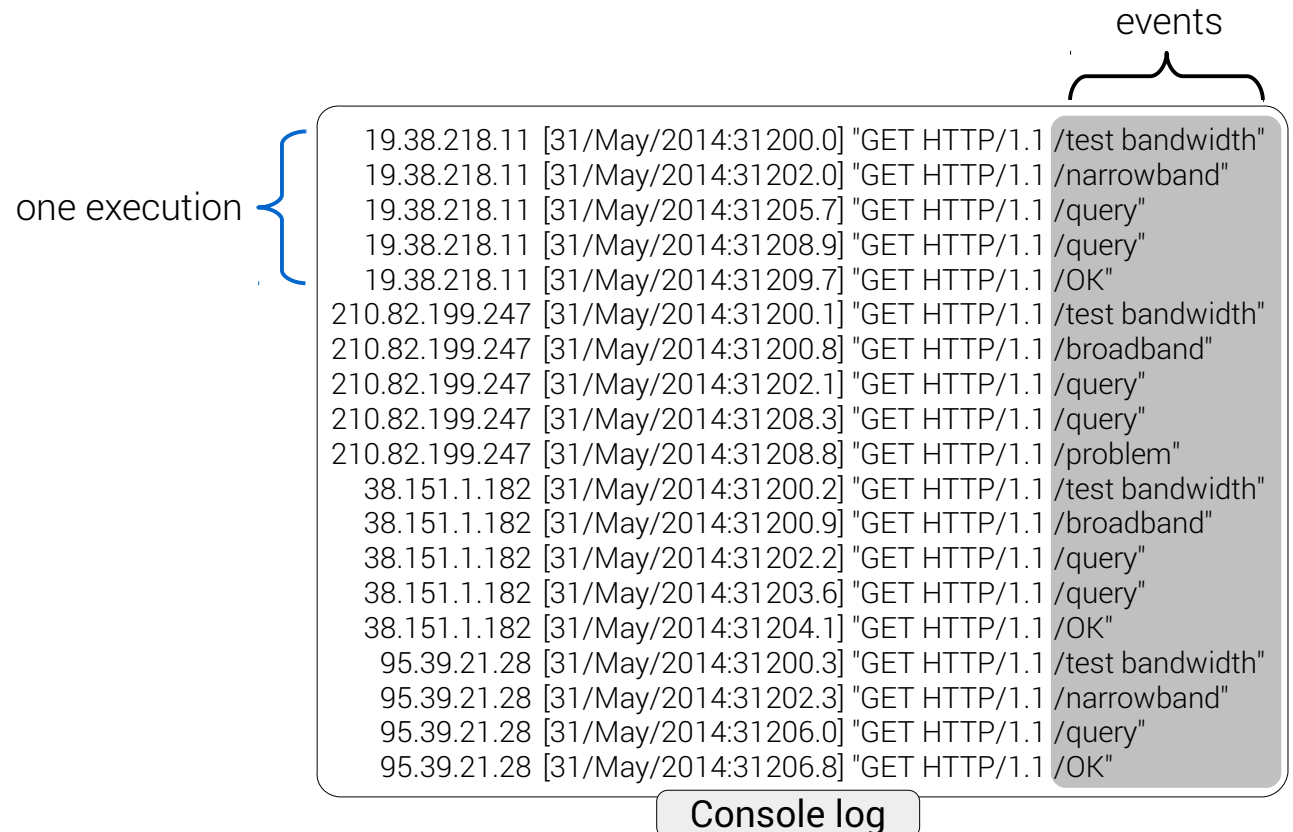 events
one execution
19.38.218.11 [31/May/2014:31200.0] "GET HTTP/1.1 /test bandwidth"
19.38.218.11 [31/May/2014:31202.0] "GET HTTP/1.1 /narrowband"
19.38.218.11 [31/May/2014:31205.7] "GET HTTP/1.1 /query"
19.38.218.11 [31/May/2014:31208.9] "GET HTTP/1.1 /query"
19.38.218.11 [31/May/2014:31209.7] "GET HTTP/1.1 /OK"
210.82.199.247 [31/May/2014:31200.1] "GET HTTP/1.1 /test bandwidth"
210.82.199.247 [31/May/2014:31200.8] "GET HTTP/1.1 /broadband"
210.82.199.247 [31/May/2014:31202.1] "GET HTTP/1.1 /query"
210.82.199.247 [31/May/2014:31208.3] "GET HTTP/1.1 /query"
210.82.199.247 [31/May/2014:31208.8] "GET HTTP/1.1 /problem"
38.151.1.182 [31/May/2014:31200.2] "GET HTTP/1.1 /test bandwidth"
38.151.1.182 [31/May/2014:31200.9] "GET HTTP/1.1 /broadband"
38.151.1.182 [31/May/2014:31202.2] "GET HTTP/1.1 /query"
38.151.1.182 [31/May/2014:31203.6] "GET HTTP/1.1 /query"
38.151.1.182 [31/May/2014:31204.1] "GET HTTP/1.1 /OK"
95.39.21.28 [31/May/2014:31200.3] "GET HTTP/1.1 /test bandwidth"
95.39.21.28 [31/May/2014:31202.3] "GET HTTP/1.1 /narrowband"
95.39.21.28 [31/May/2014:31206.0] "GET HTTP/1.1 /query"
95.39.21.28 [31/May/2014:31206.8] "GET HTTP/1.1 /OK"
Console log